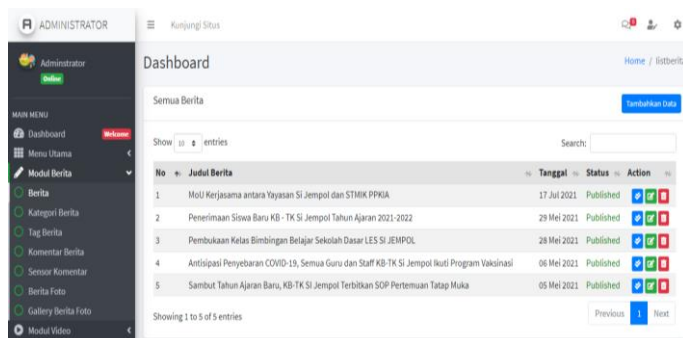 A ADMINISTRATOR
Kunjungi Situs
Adminstrator
Online
MAIN MENU
Dashboard Welcome
Menu Utama
Modul Berita
Berita
Kategori Berita
Tag Berita
Komentar Berita
Sensor Komentar
Berita Foto
Gallery Berita Foto
Modul Video
Dashboard
Home / listberita
Semua Berita
Tambahkan Data
Show 10 entries
Search:
No Judul Berita Tanggal Status Action
1 MoU Kerjasama antara Yayasan Si Jempol dan STMIK PPKIA 17 Jul 2021 Published
2 Penerimaan Siswa Baru KB - TK Si Jempol Tahun Ajaran 2021-2022 29 Mei 2021 Published
3 Pembukaan Kelas Bimbingan Belajar Sekolah Dasar LES SI JEMPOL 28 Mei 2021 Published
4 Antisipasi Penyebaran COVID-19, Semua Guru dan Staff KB-TK Si Jempol Ikuti Program Vaksinasi 06 Mei 2021 Published
5 Sambut Tahun Ajaran Baru, KB-TK SI Jempol Terbitkan SOP Pertemuan Tatap Muka 05 Mei 2021 Published
Showing 1 to 5 of 5 entries
Previous 1 Next